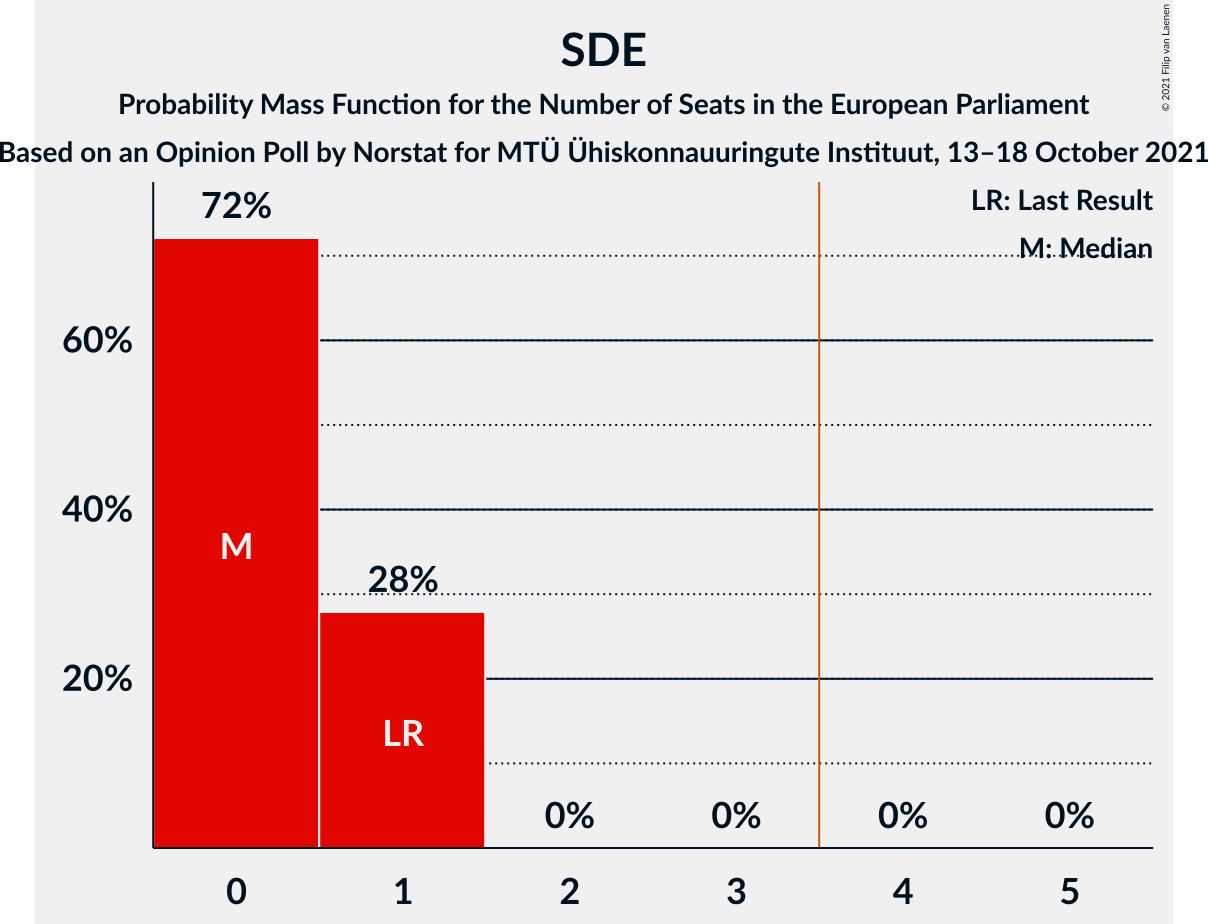 SDE
Probability Mass Function for the Number of Seats in the European Parliament
Based on an Opinion Poll by Norstat for MTÜ Ühiskonnauuringute Instituut, 13–18 October 2021
© 2021 Filip van Laenen
LR: Last Result
M: Median
72%
60%
40%
20%
M
28%
LR
0%
0%
0%
0%
0
1
2
3
4
5